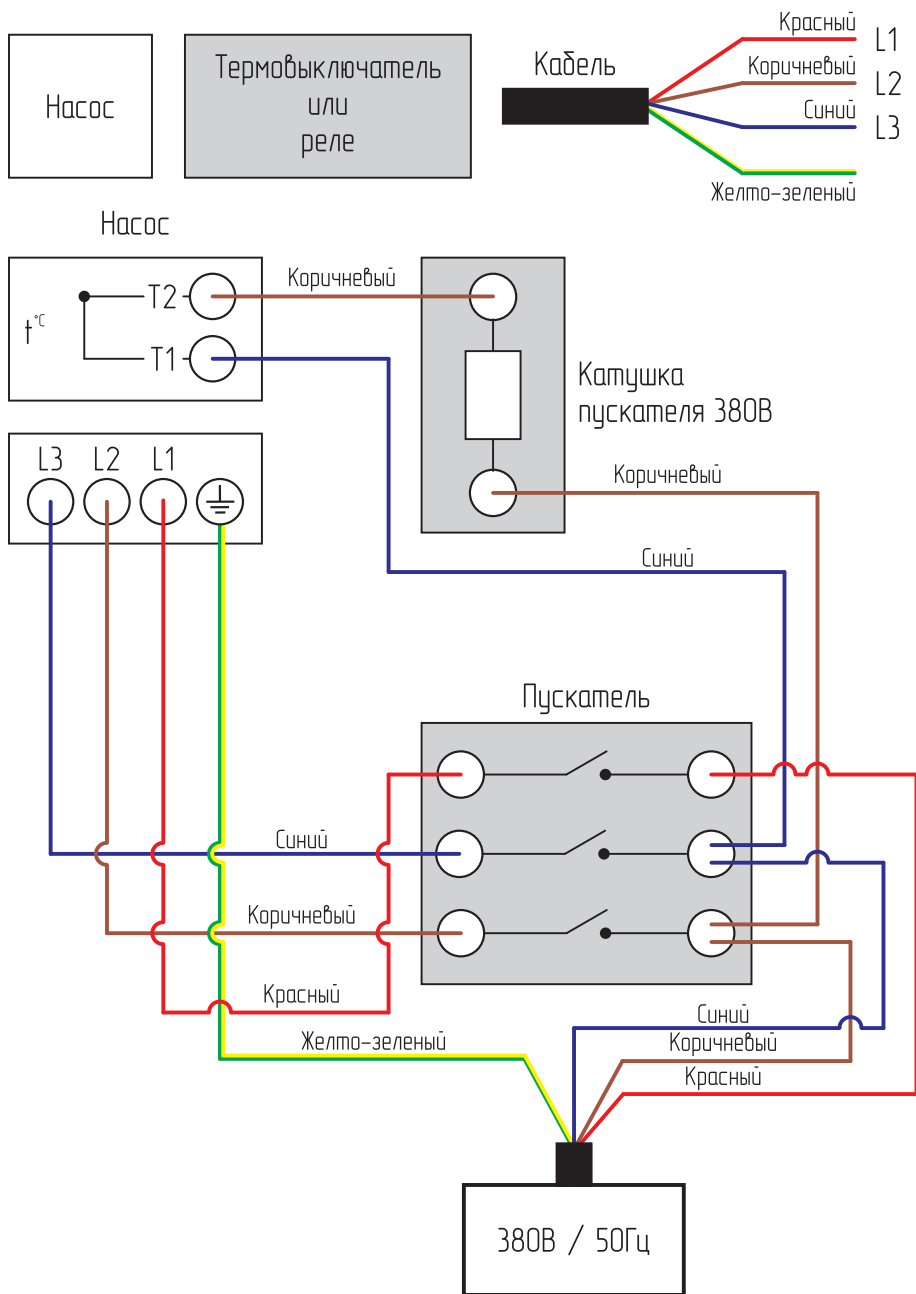 Насос
Термовыключатель
или
реле
Кабель
Красный
L1
Коричневый
L2
Синий
L3
Желто-зеленый
Насос
t°C
T2
T1
Коричневый
Катушка
пускателя 380В
Коричневый
L3 L2 L1
Синий
Пускатель
Синий
Коричневый
Красный
Желто-зеленый
Синий
Коричневый
Красный
380В / 50Гц